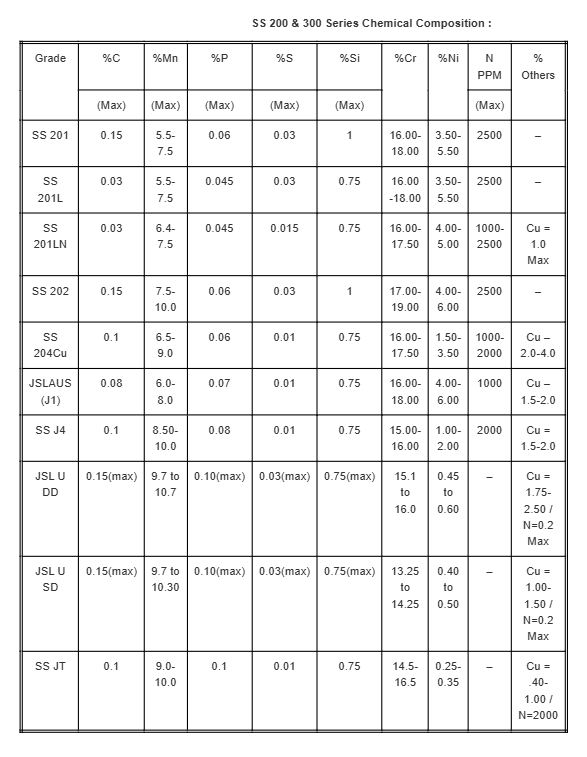 SS 200 & 300 Series Chemical Composition :
Grade %C %Mn %P %S %Si %Cr %Ni N %
PPM Others
(Max) (Max) (Max) (Max) (Max) (Max)
SS 201 0.15 5.5- 0.06 0.03 1 16.00- 3.50- 2500 –
7.5 18.00 5.50
SS 0.03 5.5- 0.045 0.03 0.75 16.00 3.50- 2500 –
201L 7.5 -18.00 5.50
SS 0.03 6.4- 0.045 0.015 0.75 16.00- 4.00- 1000- Cu =
201LN 7.5 17.50 5.00 2500 1.0
Max
SS 202 0.15 7.5- 0.06 0.03 1 17.00- 4.00- 2500 –
10.0 19.00 6.00
SS 0.1 6.5- 0.06 0.01 0.75 16.00- 1.50- 1000- Cu –
204Cu 9.0 17.50 3.50 2000 2.0-4.0
JSLAUS 0.08 6.0- 0.07 0.01 0.75 16.00- 4.00- 1000 Cu –
(J1) 8.0 18.00 6.00 1.5-2.0
SS J4 0.1 8.50- 0.08 0.01 0.75 15.00- 1.00- 2000 Cu =
10.0 16.00 2.00 1.5-2.0
JSL U 0.15(max) 9.7 to 0.10(max) 0.03(max) 0.75(max) 15.1 0.45 – Cu =
DD 10.7 to to 1.75-
16.0 0.60 2.50 /
N=0.2
Max
JSL U 0.15(max) 9.7 to 0.10(max) 0.03(max) 0.75(max) 13.25 0.40 – Cu =
SD 10.30 to to 1.00-
14.25 0.50 1.50 /
N=0.2
Max
SS JT 0.1 9.0- 0.1 0.01 0.75 14.5- 0.25- – Cu =
10.0 16.5 0.35 .40-
1.00 /
N=2000